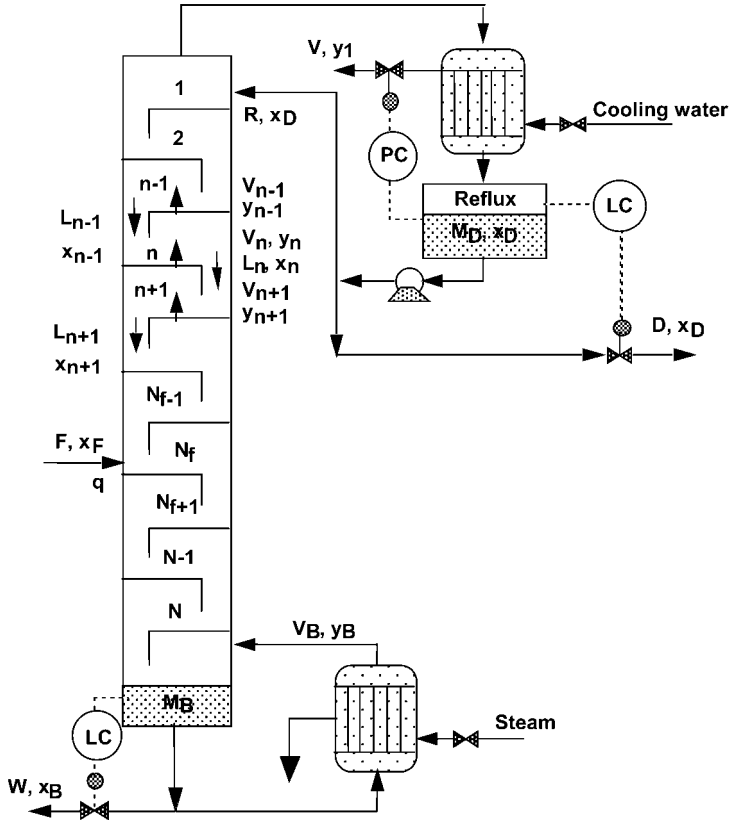 V, y1
1
Cooling water
R, xD
2
PC
n-1
Vn-1
Reflux
LC
Ln-1
yn-1
MD, xD
Vn, yn
xn-1
n
Ln, xn
n+1
Vn+1
yn+1
Ln+1
D, xD
xn+1
Nf-1
F, xF
Nf
q
Nf+1
N-1
N
VB, yB
MB
LC
Steam
W, xB